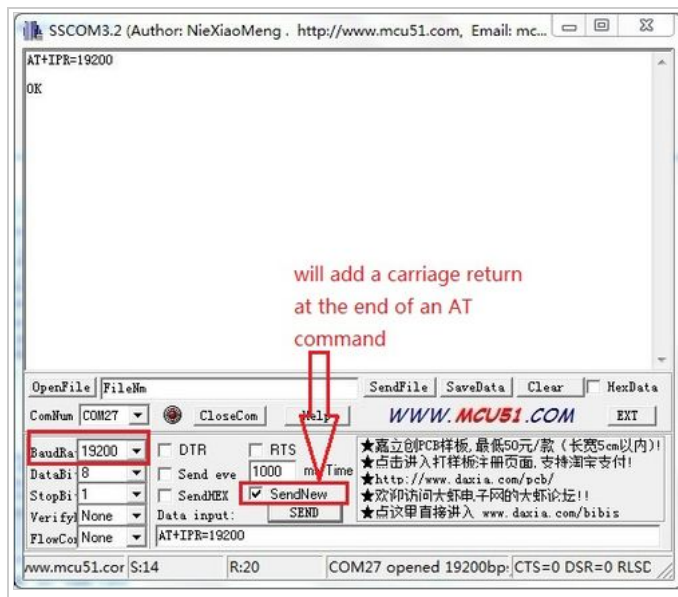 SSCOM3.2 (Author: NieXiaoMeng . http://www.mcu51.com, Email: mc...
AT+IPR=19200
OK
will add a carriage return
at the end of an AT
command
OpenFile FileNm SendFile SaveData Clear HexData
ComNum COM27 CloseCom Help WWW.MCU51.COM EXT
BaudRa 19200 DTR RTS
DataBi 8 Send eve 1000 ms Time
StopBi 1 SendHEX SendNew
Verify None Data input: SEND
FlowCo None AT+IPR=19200
★嘉立创PCB样板,最低50元/款（长宽5cm以内)!
★点击进入打样板注册页面,支持淘宝支付!
★http://www.daxia.com/pcb/
★欢迎访问大虾电子网的大虾论坛!!
★点这里直接进入 www.daxia.com/bibis
www.mcu51.cor S:14 R:20 COM27 opened 19200bp: CTS=0 DSR=0 RLSD